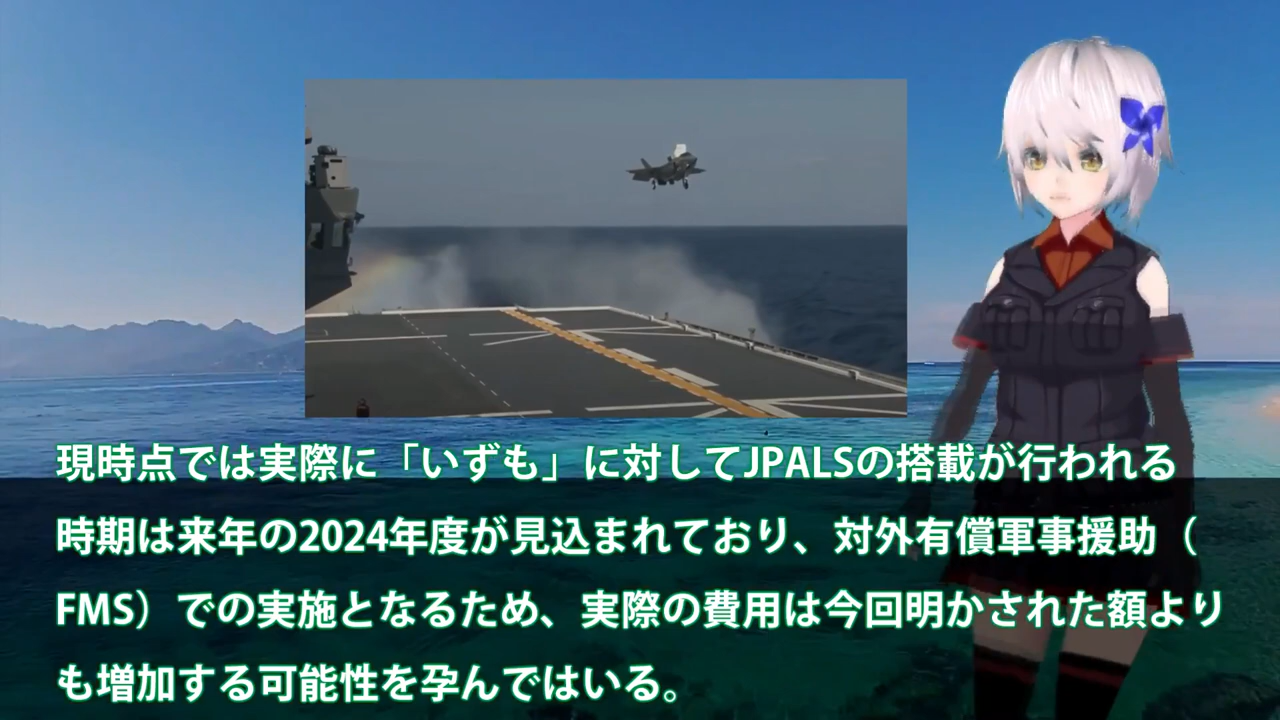 現時点では実際に「いずも」に対してJPALSの搭載が行われる
時期は来年の2024年度が見込まれており、対外有償軍事援助（
FMS）での実施となるため、実際の費用は今回明かされた額より
も増加する可能性を孕んではいる。